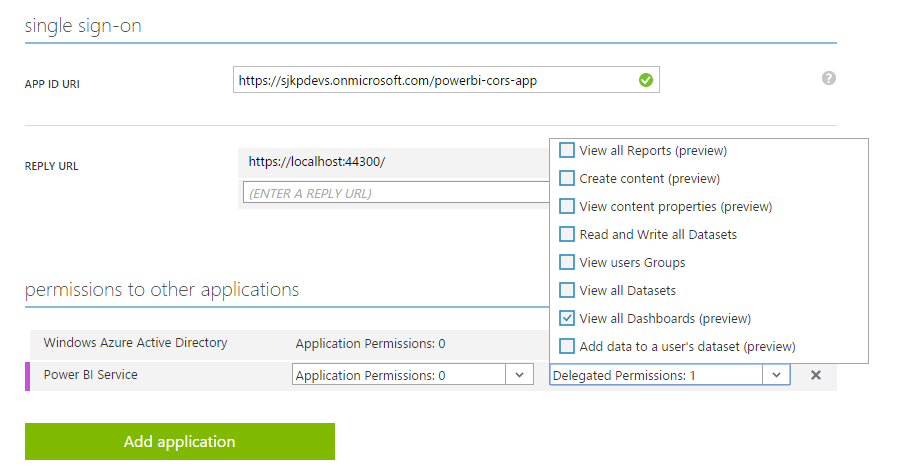 single sign-on
APP ID URI
https://sjkpdevs.onmicrosoft.com/powerbi-cors-app
?
REPLY URL
https://localhost:44300/
(ENTER A REPLY URL)
View all Reports (preview)
Create content (preview)
View content properties (preview)
Read and Write all Datasets
View users Groups
View all Datasets
View all Dashboards (preview)
Add data to a user's dataset (preview)
permissions to other applications
Windows Azure Active Directory Application Permissions: 0
Power BI Service Application Permissions: 0 Delegated Permissions: 1
Add application